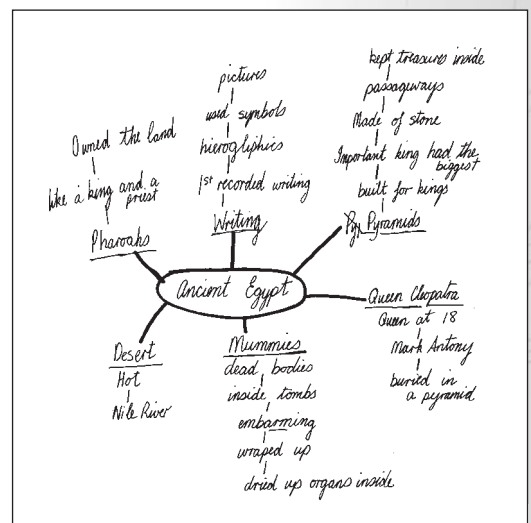 pictures
used symbols
hierogliphics
1st recorded writing
Writing
Owned the land
like a king and a
priest
Pharoahs
kept treasures inside
passageways
Made of stone
Important king had the
biggest
built for kings
Pyr Pyramids
Ancient Egypt
Desert
Hot
Nile River
Mummies
dead bodies
inside tombs
embarming
wraped up
dried up organs inside
Queen Cleopatra
Queen at 18
Mark Antony
buried in
a pyramid